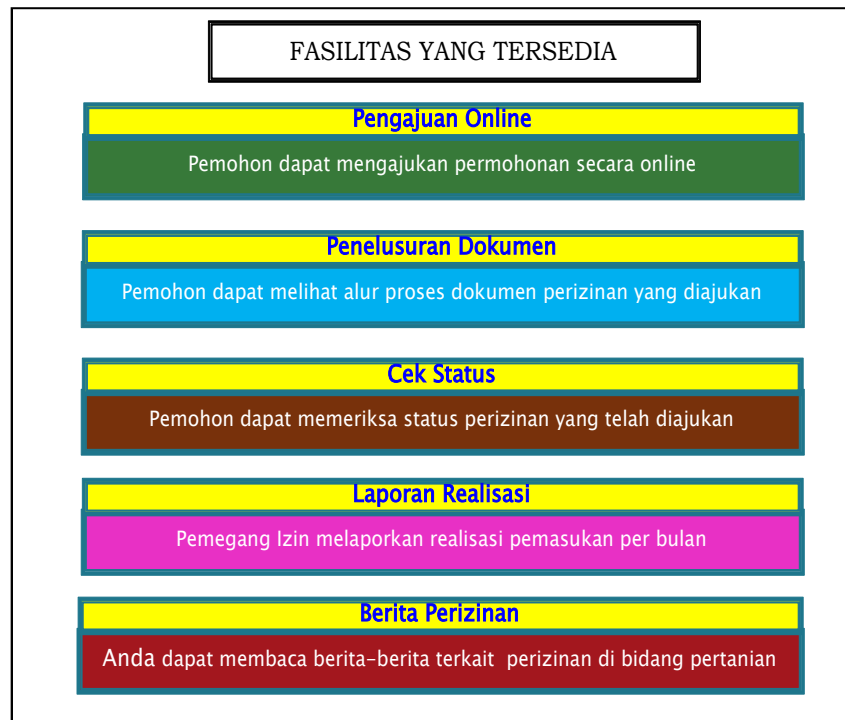 FASILITAS YANG TERSEDIA
Pengajuan Online
Pemohon dapat mengajukan permohonan secara online
Penelusuran Dokumen
Pemohon dapat melihat alur proses dokumen perizinan yang diajukan
Cek Status
Pemohon dapat memeriksa status perizinan yang telah diajukan
Laporan Realisasi
Pemegang Izin melaporkan realisasi pemasukan per bulan
Berita Perizinan
Anda dapat membaca berita-berita terkait perizinan di bidang pertanian